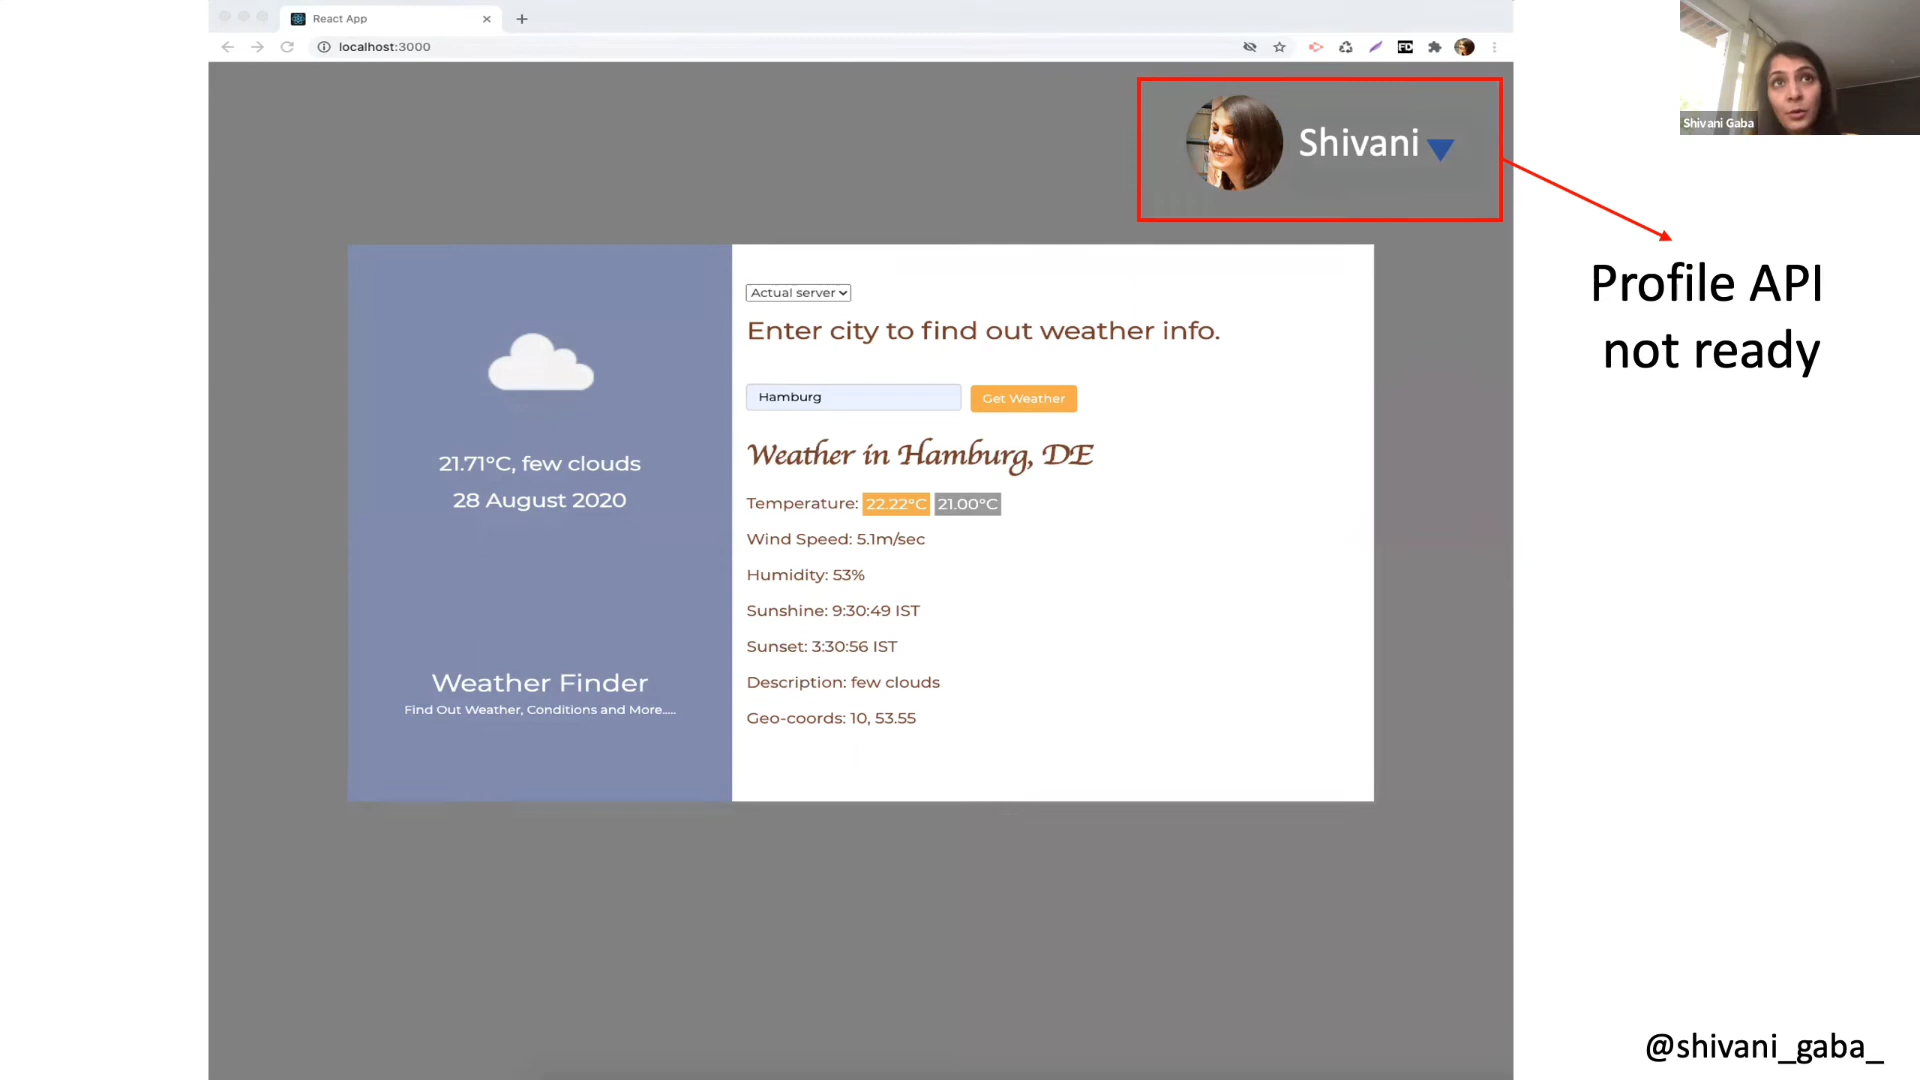 React App
localhost:3000
FD
Shivani Gaba
Shivani
Profile API
not ready
Actual server
Enter city to find out weather info.
Hamburg
Get Weather
Weather in Hamburg, DE
21.71°C, few clouds
28 August 2020
Temperature: 22.22°C 21.00°C
Wind Speed: 5.1m/sec
Humidity: 53%
Sunshine: 9:30:49 IST
Sunset: 3:30:56 IST
Description: few clouds
Geo-coords: 10, 53.55
Weather Finder
Find Out Weather, Conditions and More.....
@shivani_gaba_